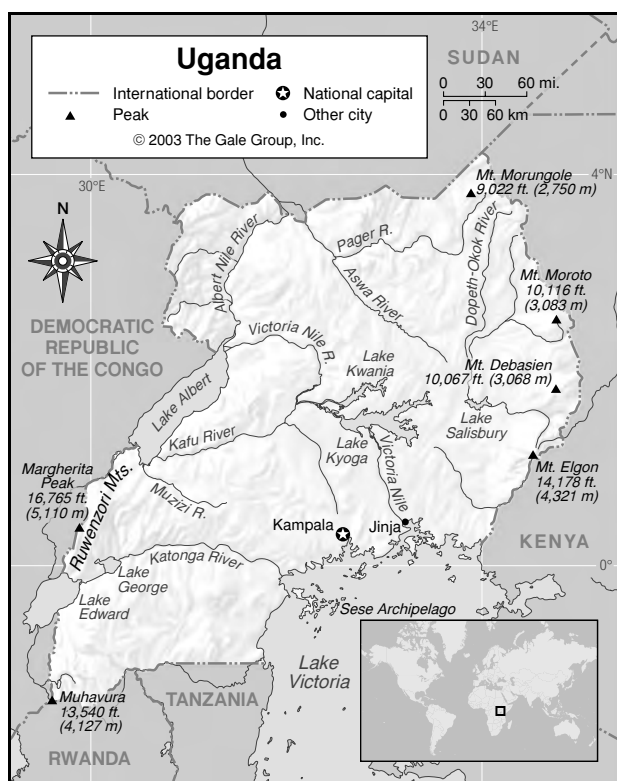 34°E
SUDAN
Uganda
International border
National capital
Peak
Other city
© 2003 The Gale Group, Inc.
0 30 60 mi.
0 30 60 km
30°E
4°N
Mt. Morungole
9,022 ft. (2,750 m)
N
Albert Nile River
Pager R.
Aswa River
Dopeth-Okok River
Mt. Moroto
10,116 ft.
(3,083 m)
DEMOCRATIC
REPUBLIC
OF THE CONGO
Victoria Nile R.
Lake
Kwania
Mt. Debasien
10,067 ft. (3,068 m)
Lake Albert
Lake
Salisbury
Kafu River
Lake
Kyoga
Victoria Nile
Margherita
Peak
16,765 ft.
(5,110 m)
Ruwenzori Mts.
Muzizi R.
Mt. Elgon
14,178 ft.
(4,321 m)
Kampala
Jinja
KENYA
Katonga River
0°
Lake
George
Lake
Edward
Sese Archipelago
Lake
Victoria
Muhavura
13,540 ft.
(4,127 m)
TANZANIA
RWANDA